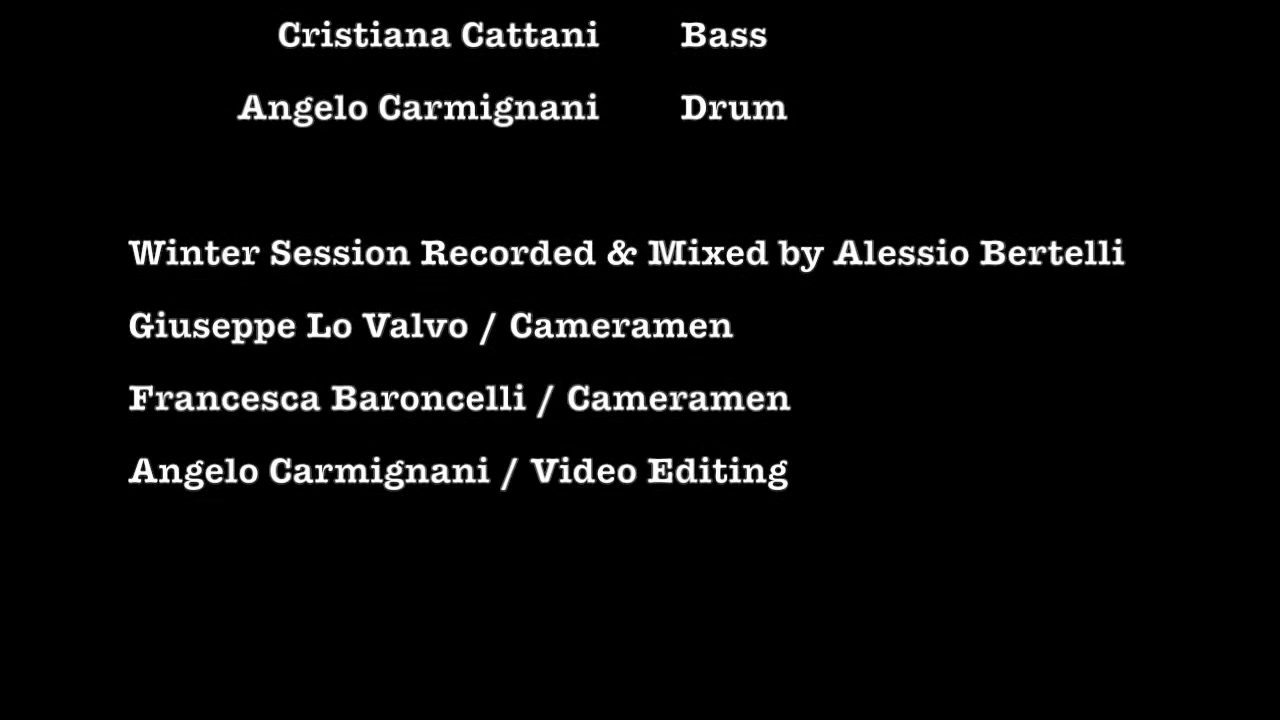 Cristiana Cattani Bass
Angelo Carmignani Drum
Winter Session Recorded & Mixed by Alessio Bertelli
Giuseppe Lo Valvo / Cameramen
Francesca Baroncelli / Cameramen
Angelo Carmignani / Video Editing